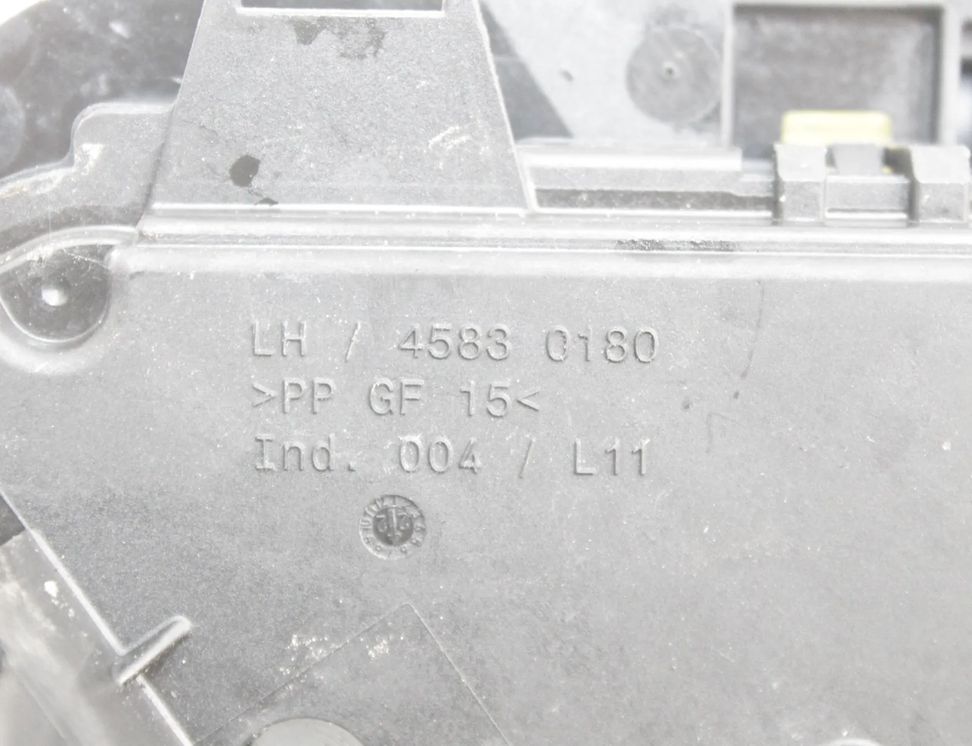 LH / 4583 0180
>PP GF 15<
Ind. 004 / L11